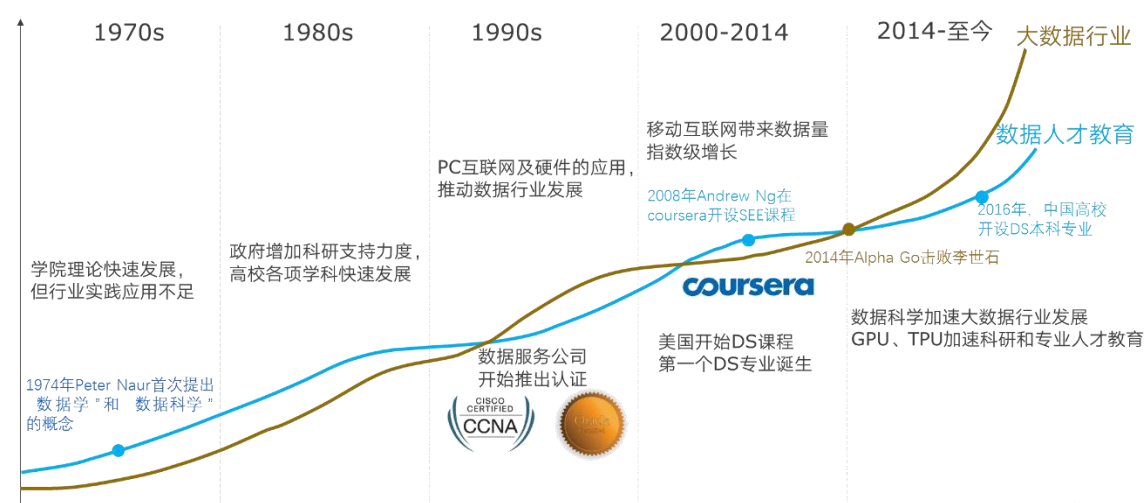 1970s
1980s
1990s
2000-2014
2014-至今
大数据行业
数据人才教育
移动互联网带来数据量
指数级增长
PC互联网及硬件的应用，
推动数据行业发展
2008年Andrew Ng在
coursera开设SEE课程
2016年，中国高校
开设DS本科专业
政府增加科研支持力度，
高校各项学科快速发展
2014年Alpha Go击败李世石
学院理论快速发展，
但行业实践应用不足
coursera
数据科学加速大数据行业发展
GPU、TPU加速科研和专业人才教育
美国开始DS课程
第一个DS专业诞生
数据服务公司
开始推出认证
1974年Peter Naur首次提出
数据学"和 数据科学"
的概念
CISCO
CERTIFIED
CCNA